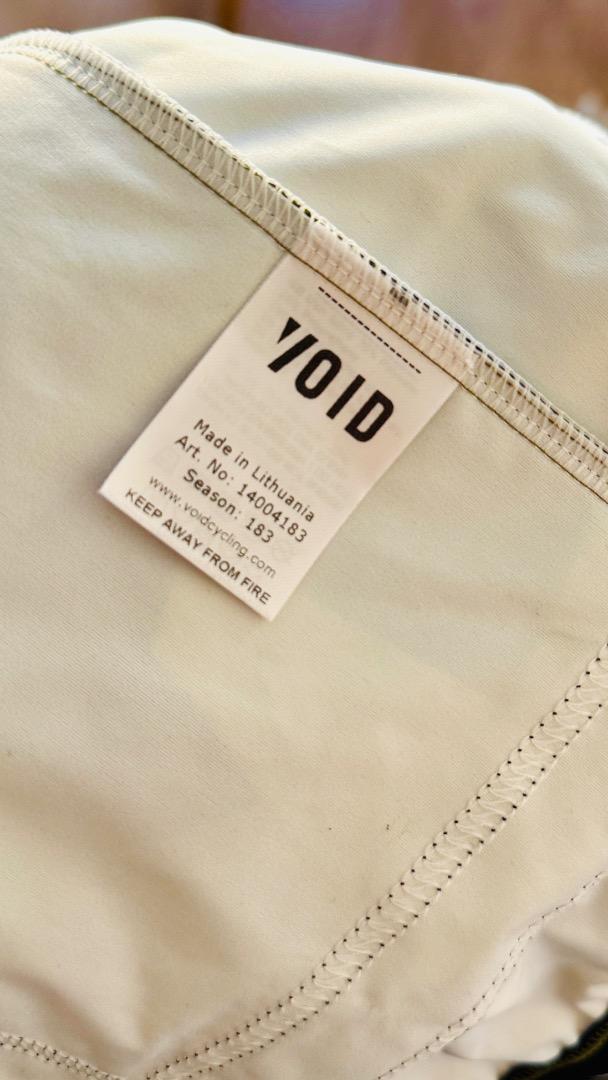 VOID
Made in Lithuania
Art. No: 14004183
Season: 183
www.voidcycling.com
KEEP AWAY FROM FIRE